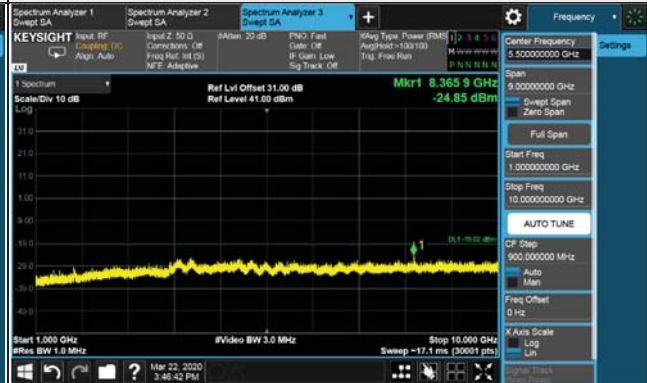 Spectrum Analyzer 1
Swept SA
Spectrum Analyzer 2
Swept SA
Spectrum Analyzer 3
Swept SA
+
Frequency
KEYSIGHT
Input: RF
Coupling: DC
Align: Auto
Input Z: 50 Ω
Corrections: Off
Freq Ref: Int (S)
NFE: Adaptive
#Atten: 20 dB
PNO: Fast
Gate: Off
IF Gain: Low
Sig Track: Off
#Avg Type: Power (RMS)
Avg|Hold >100/100
Trig: Free Run
1 2 3 4 5 6
M W W W W W
P N N N N N
Center Frequency
5.500000000 GHz
Settings
Span
9.00000000 GHz
Swept Span
Zero Span
Full Span
Start Freq
1.000000000 GHz
Stop Freq
10.000000000 GHz
AUTO TUNE
CF Step
900.000000 MHz
Auto
Man
Freq Offset
0 Hz
X Axis Scale
Log
Lin
Signal Track
1 Spectrum
Scale/Div 10 dB
Log
Ref Lvl Offset 31.00 dB
Ref Level 41.00 dBm
Mkr1 8.365 9 GHz
-24.85 dBm
31.0
21.0
11.0
1.00
-9.00
-19.0
-29.0
-39.0
-49.0
DL1 -19.02 dBm
1
Start 1.000 GHz
#Res BW 1.0 MHz
#Video BW 3.0 MHz
Stop 10.000 GHz
Sweep ~17.1 ms (30001 pts)
?
Mar 22, 2020
3:46:42 PM